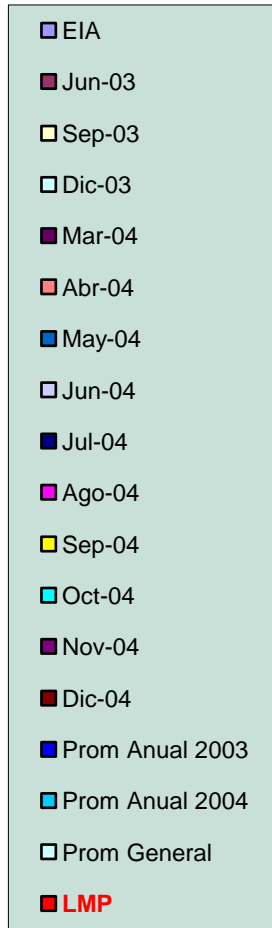 EIA
Jun-03
Sep-03
Dic-03
Mar-04
Abr-04
May-04
Jun-04
Jul-04
Ago-04
Sep-04
Oct-04
Nov-04
Dic-04
Prom Anual 2003
Prom Anual 2004
Prom General
LMP